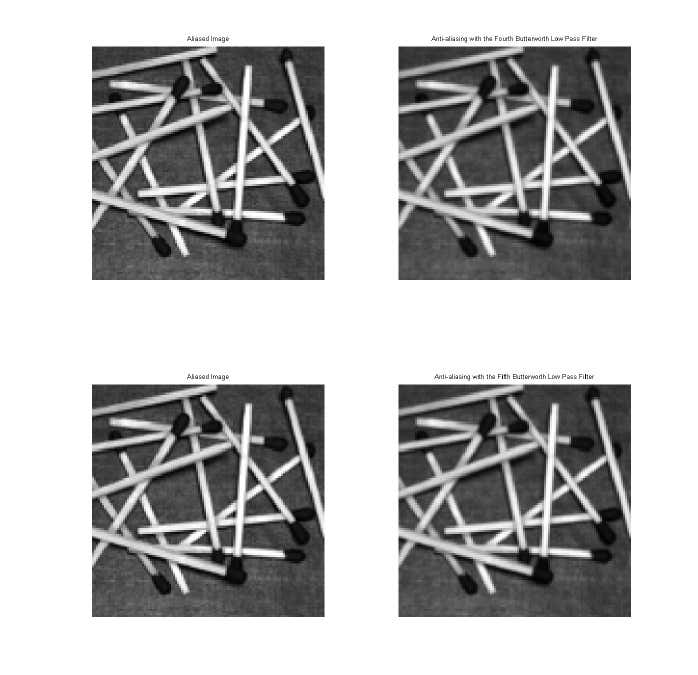 Aliased Image
Anti-aliasing with the Fourth Butterworth Low Pass Filter
Aliased Image
Anti-aliasing with the Fifth Butterworth Low Pass Filter